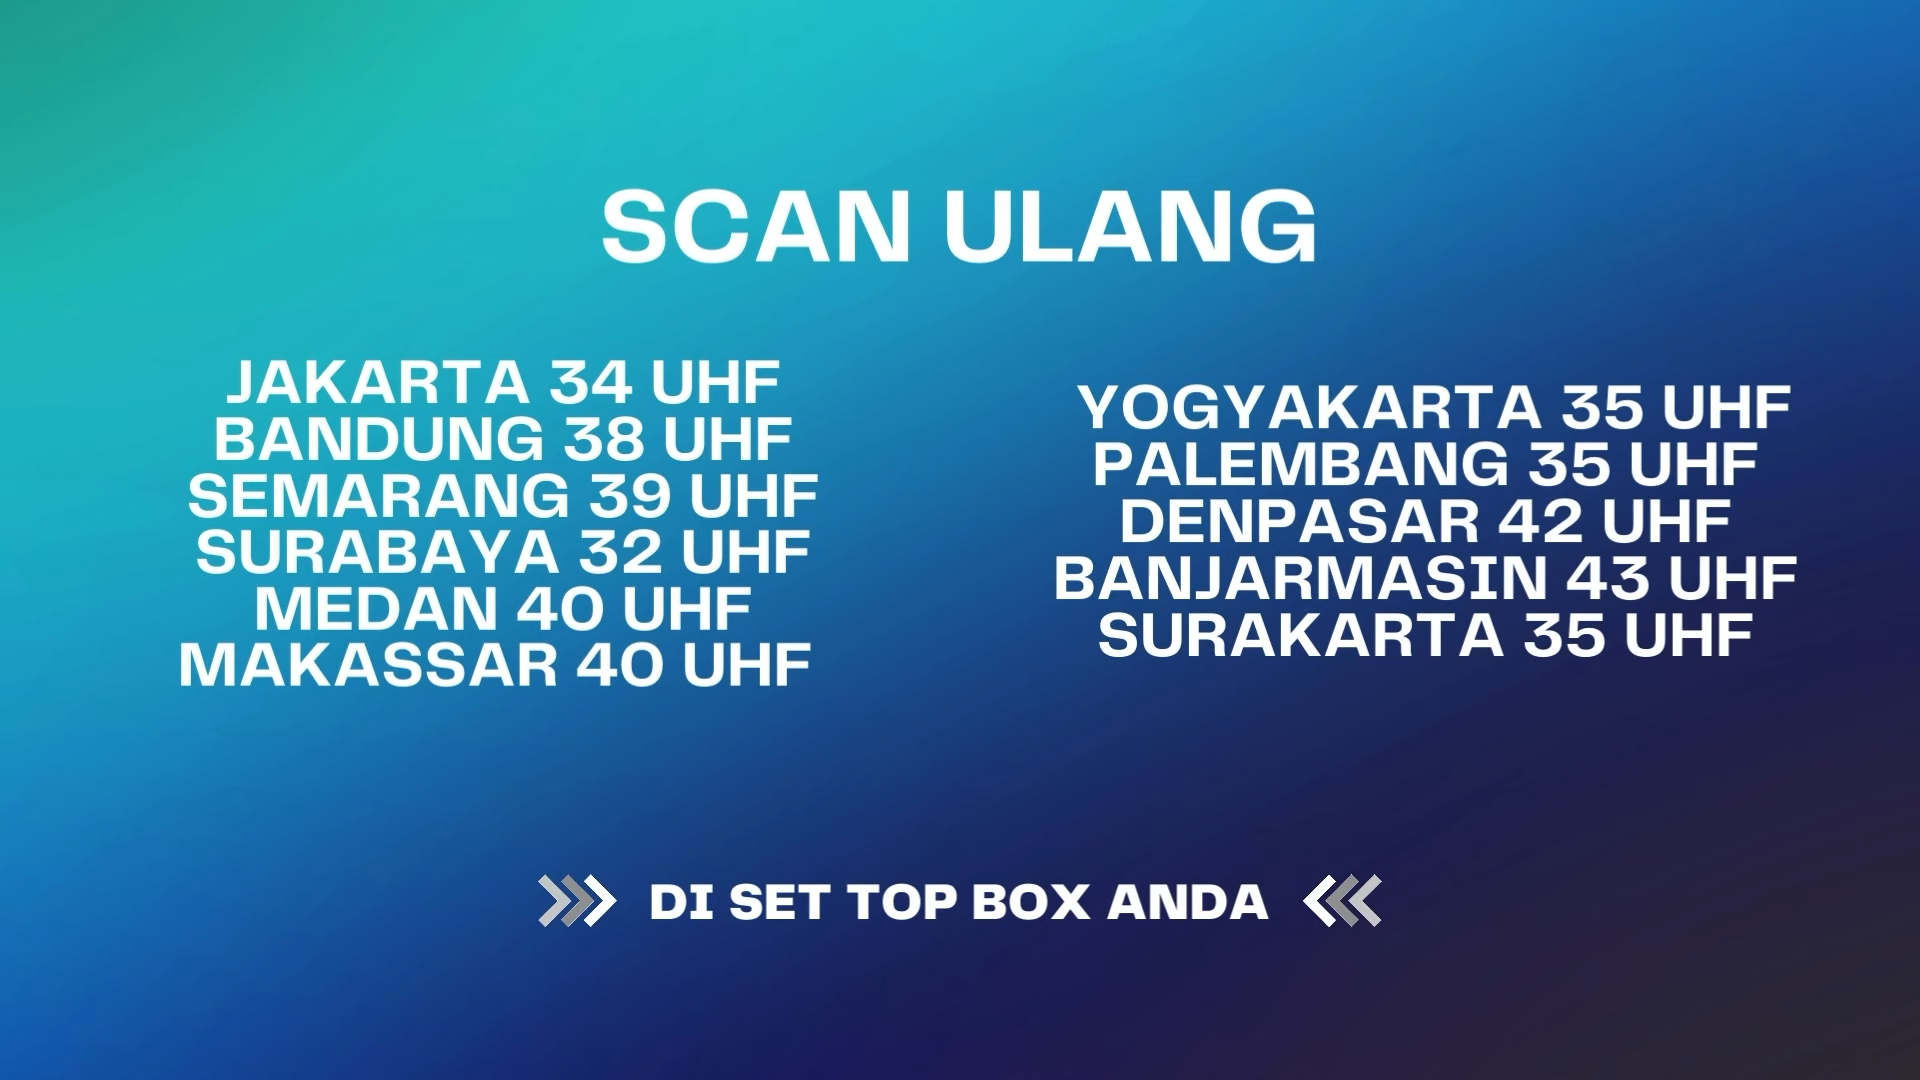 SCAN ULANG
JAKARTA 34 UHF
BANDUNG 38 UHF
SEMARANG 39 UHF
SURABAYA 32 UHF
MEDAN 40 UHF
MAKASSAR 40 UHF
YOGYAKARTA 35 UHF
PALEMBANG 35 UHF
DENPASAR 42 UHF
BANJARMASIN 43 UHF
SURAKARTA 35 UHF
DI SET TOP BOX ANDA